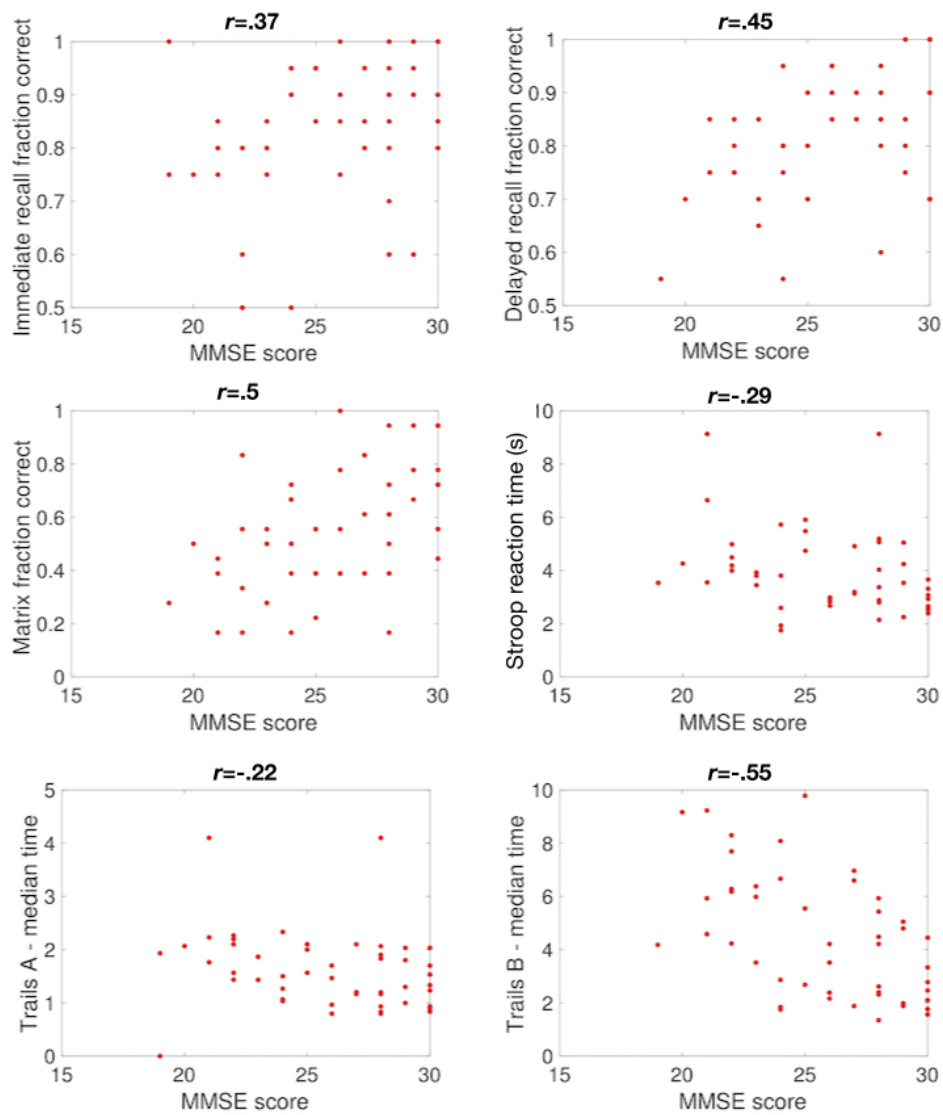 r=.37
1
0.9
0.8
0.7
0.6
0.5
15 20 25 30
Immediate recall fraction correct
MMSE score
r=.45
1
0.9
0.8
0.7
0.6
0.5
15 20 25 30
Delayed recall fraction correct
MMSE score
r=.5
1
0.8
0.6
0.4
0.2
0
15 20 25 30
Matrix fraction correct
MMSE score
r=-.29
10
8
6
4
2
0
15 20 25 30
Stroop reaction time (s)
MMSE score
r=-.22
5
4
3
2
1
0
15 20 25 30
Trails A - median time
MMSE score
r=-.55
10
8
6
4
2
0
15 20 25 30
Trails B - median time
MMSE score